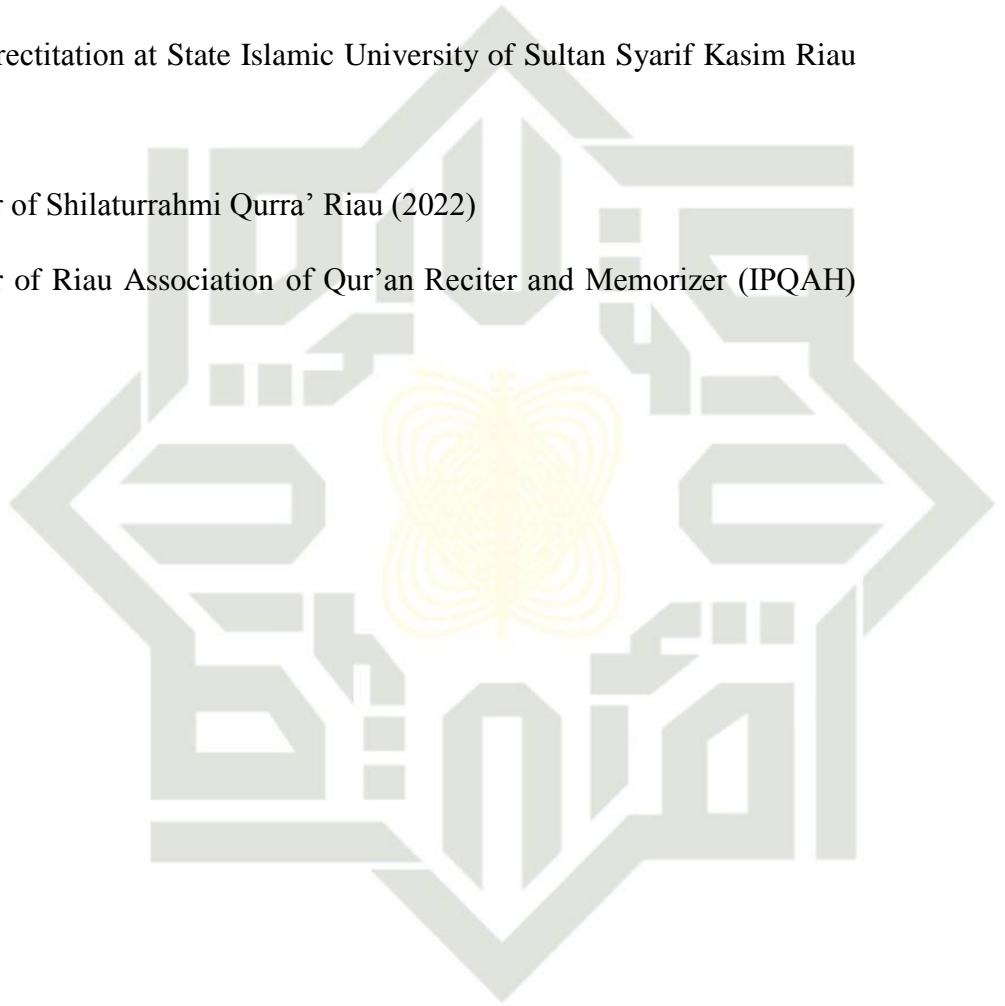 rectitation at State Islamic University of Sultan Syarif Kasim Riau
r of Shilaturrahmi Qurra’ Riau (2022)
r of Riau Association of Qur’an Reciter and Memorizer (IPQAH)